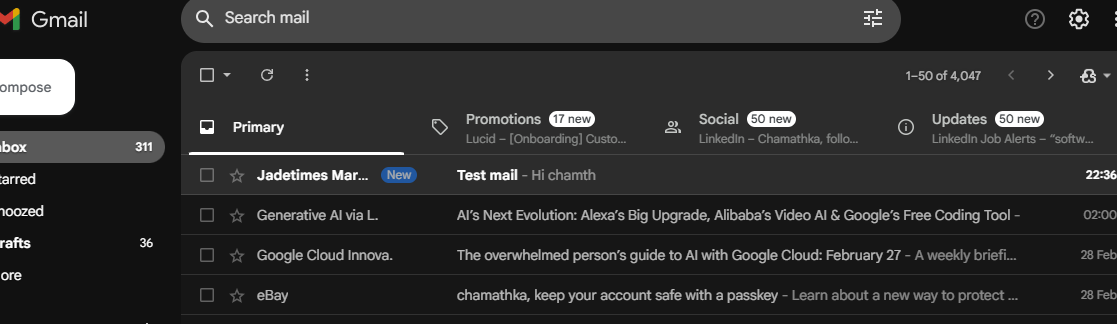 Gmail
Search mail
ompose
1–50 of 4,047
Primary
Promotions 17 new
Lucid – [Onboarding] Custo...
Social 50 new
LinkedIn – Chamathka, follo...
Updates 50 new
LinkedIn Job Alerts – “softw...
nbox 311
tarred
noozed
rafts 36
ore
Jadetimes Mar... New Test mail - Hi chamth 22:36
Generative AI via L. AI’s Next Evolution: Alexa’s Big Upgrade, Alibaba’s Video AI & Google’s Free Coding Tool - 02:00
Google Cloud Innova. The overwhelmed person’s guide to AI with Google Cloud: February 27 - A weekly briefi... 28 Feb
eBay chamathka, keep your account safe with a passkey - Learn about a new way to protect ... 28 Feb